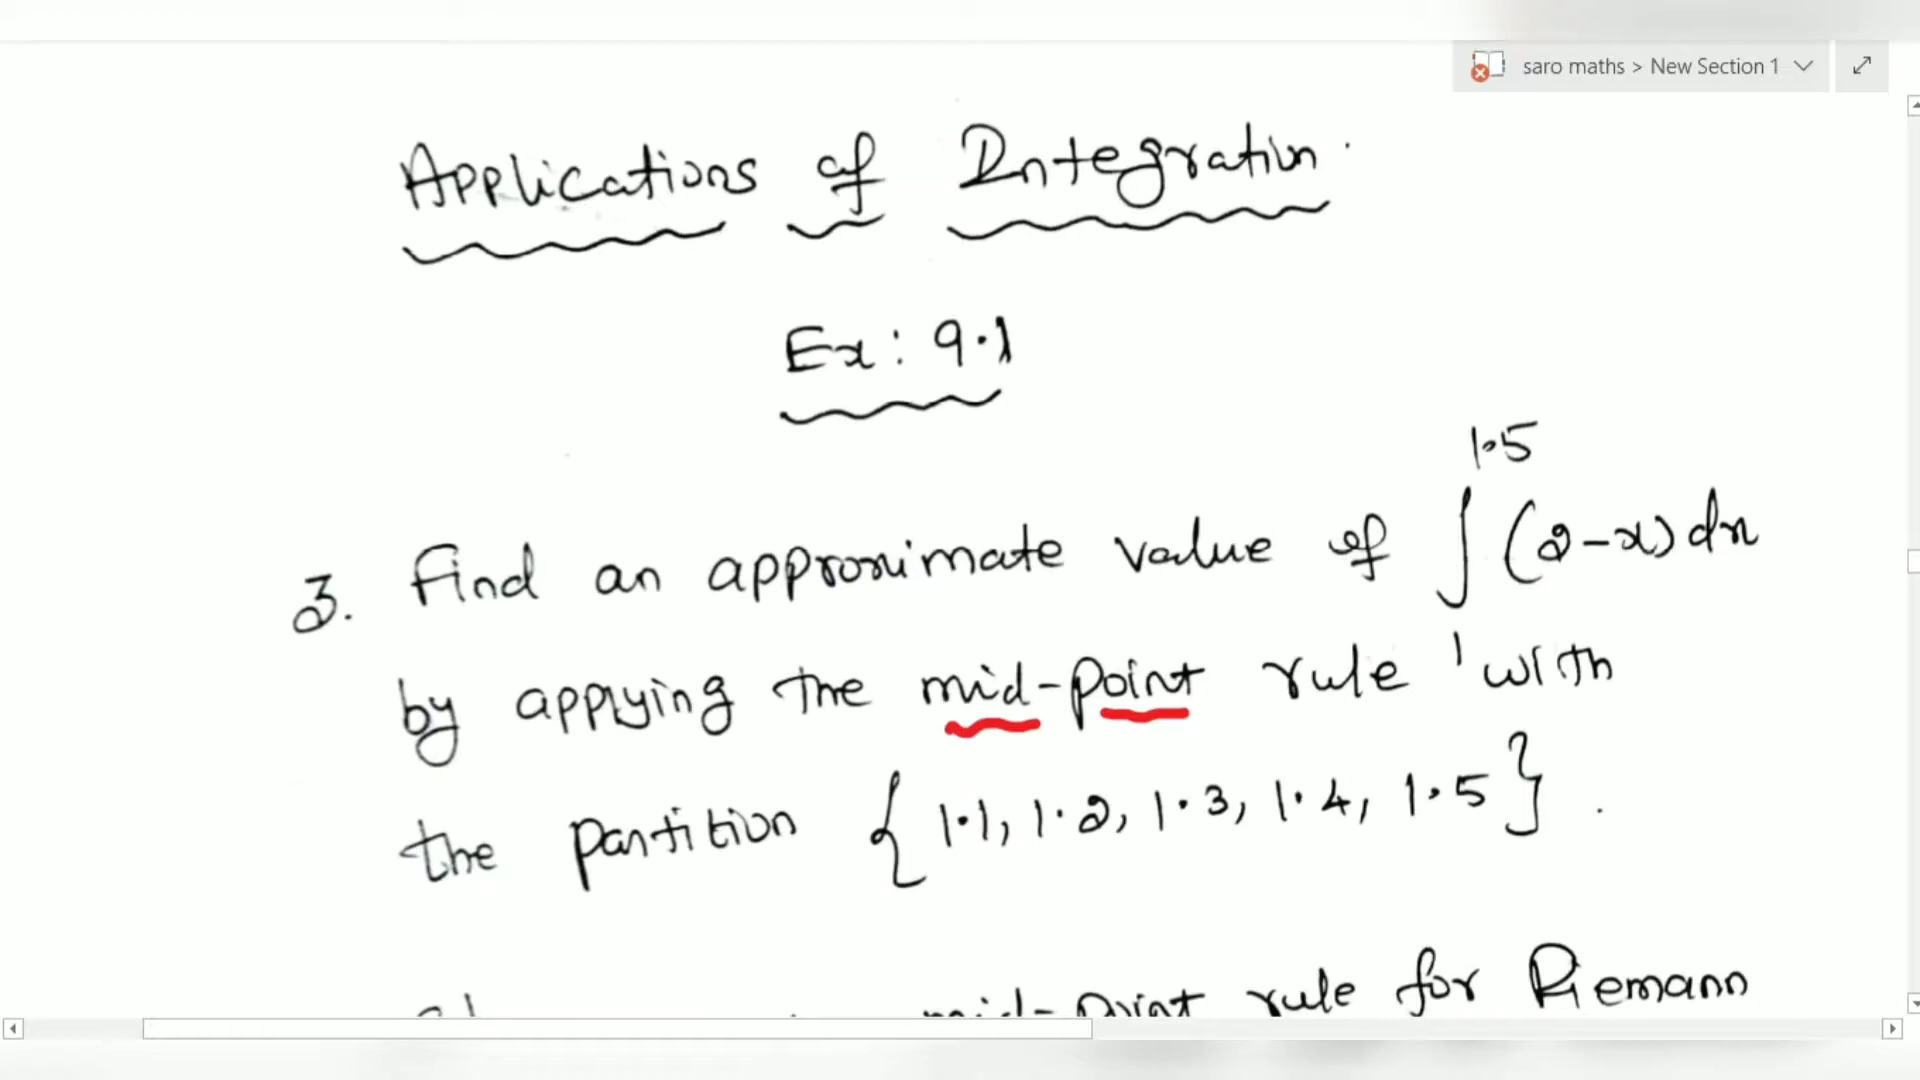 saro maths > New Section 1
Applications of Integration.
Ex: 9.1
3. Find an approximate value of ∫₁^1.5 (2-x) dx
by applying the mid-point rule with
the partition {1.1, 1.2, 1.3, 1.4, 1.5}.
mid-point rule for Riemann